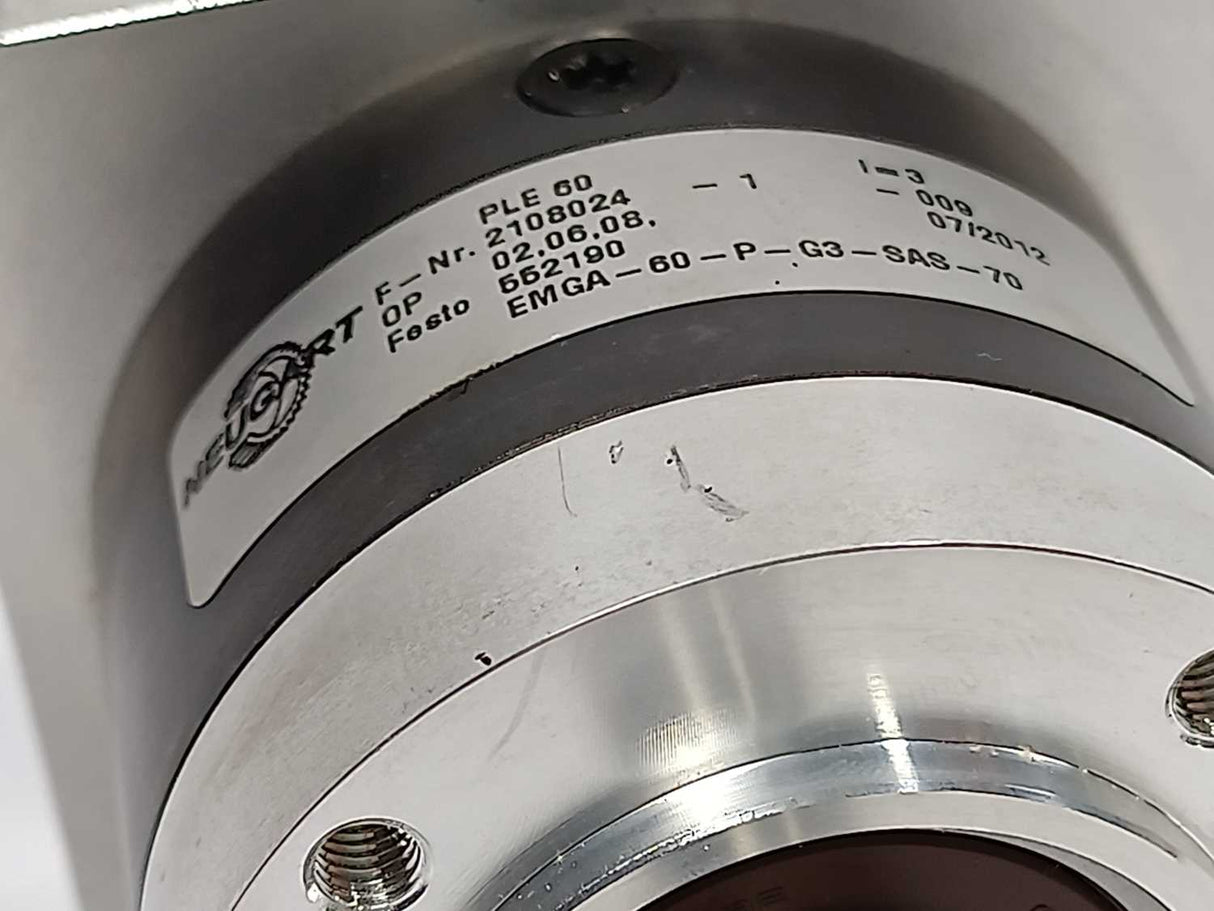 NEUGART
PLE 60 i=3
F-Nr. 2108024 - 1 - 009
OP 02.06.08. 07/2012
Festo 552190
EMGA-60-P-G3-SAS-70